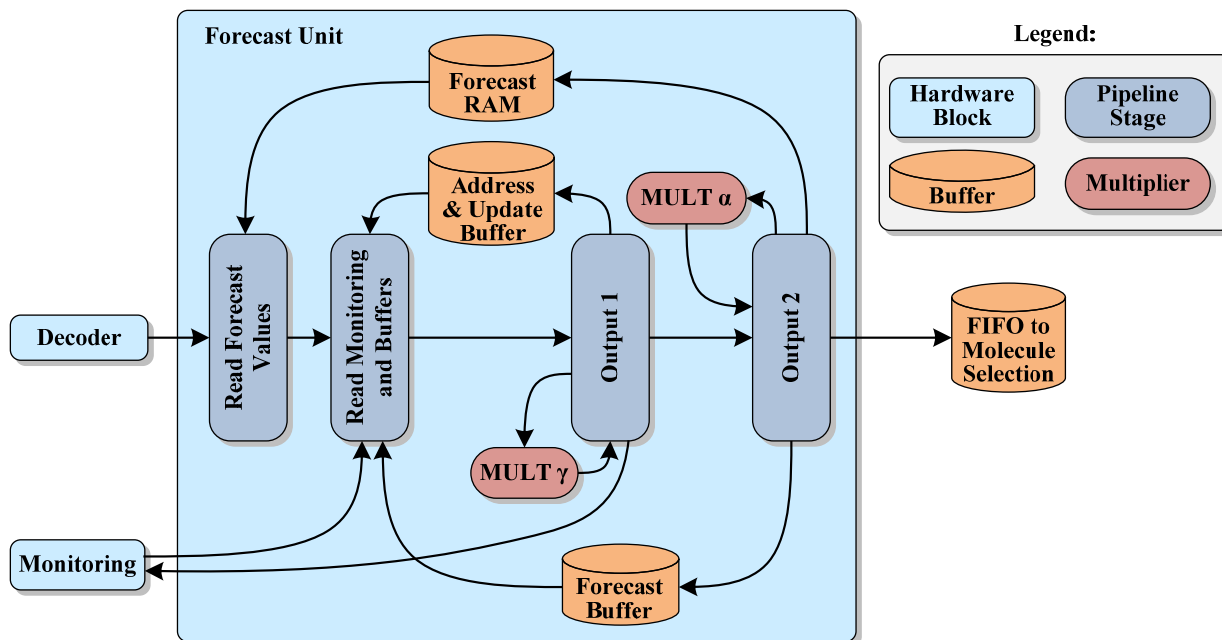 Forecast Unit
Legend:
Forecast
RAM
Hardware
Block
Pipeline
Stage
Address
& Update
Buffer
MULT α
Buffer
Multiplier
Decoder
Read Forecast
Values
Read Monitoring
and Buffers
Output 1
Output 2
FIFO to
Molecule
Selection
MULT γ
Monitoring
Forecast
Buffer